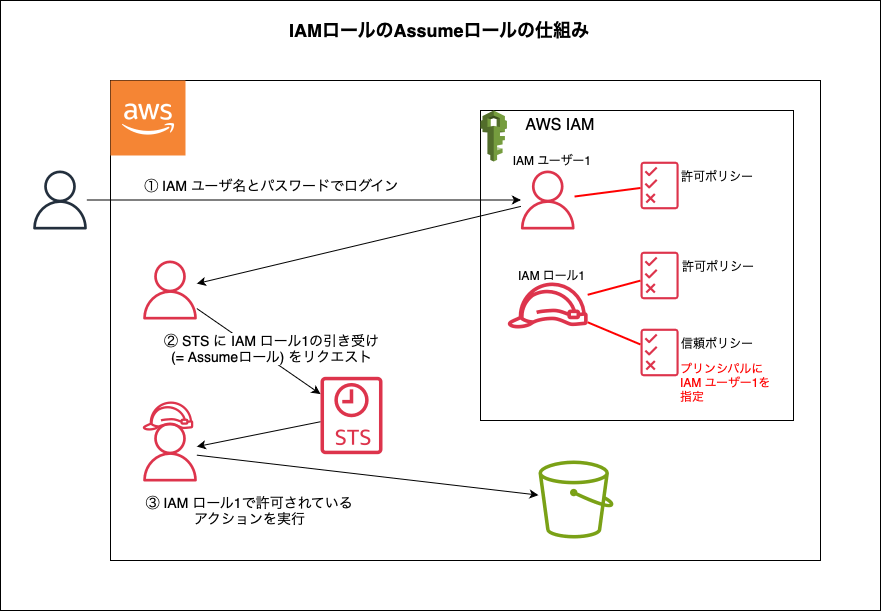 IAMロールのAssumeロールの仕組み
aws
AWS IAM
IAM ユーザー1
許可ポリシー
① IAM ユーザ名とパスワードでログイン
IAM ロール1
許可ポリシー
② STS に IAM ロール1の引き受け
(= Assumeロール) をリクエスト
信頼ポリシー
プリンシパルに
IAM ユーザー1を
指定
STS
③ IAM ロール1で許可されている
アクションを実行